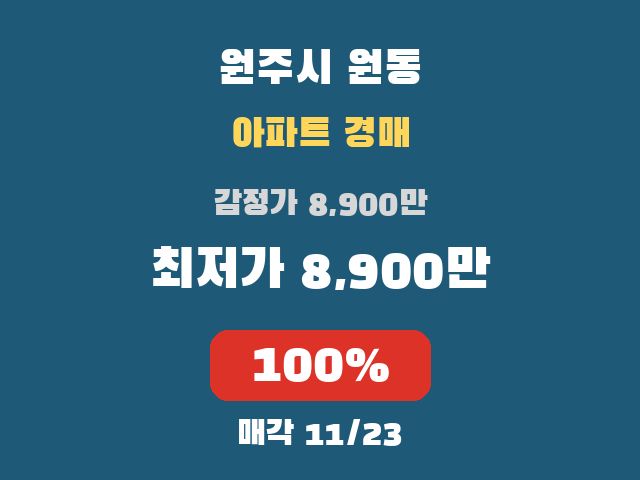 원주시 원동
아파트 경매
감정가 8,900만
최저가 8,900만
100%
매각 11/23